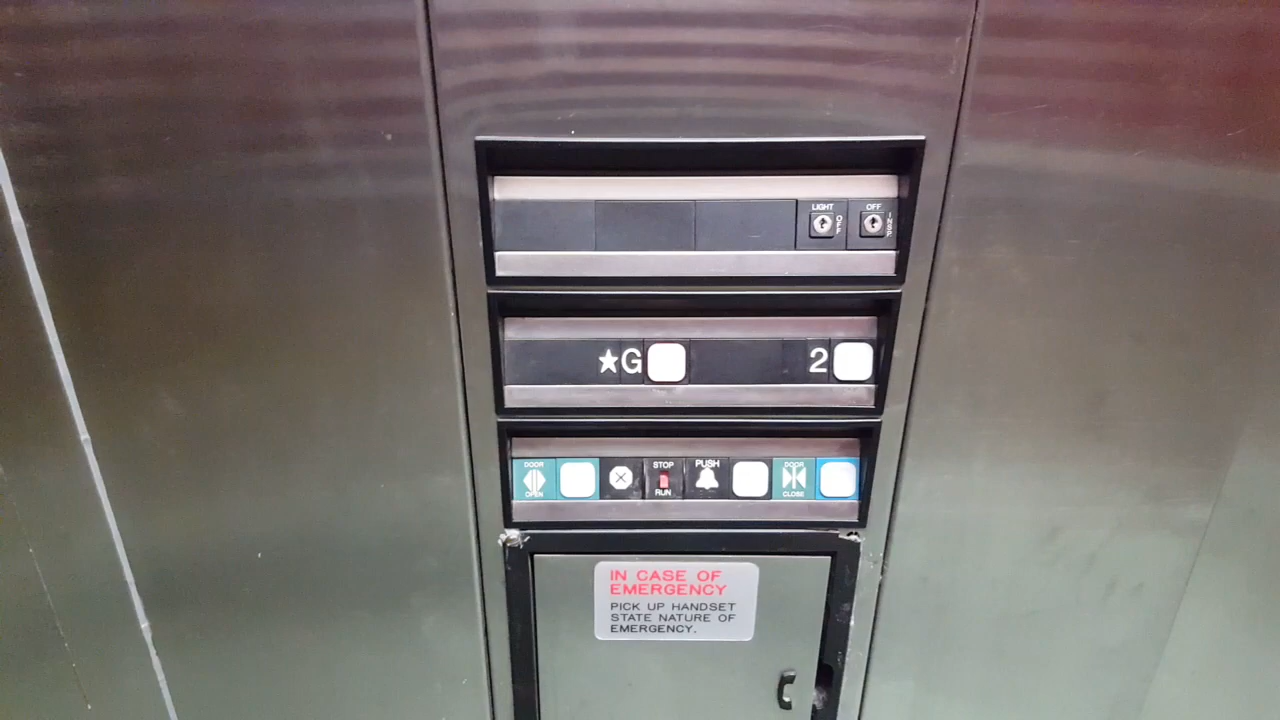 LIGHT OFF
OFF INSP
★G 2
DOOR OPEN
STOP RUN
PUSH
DOOR CLOSE
IN CASE OF
EMERGENCY
PICK UP HANDSET
STATE NATURE OF
EMERGENCY.